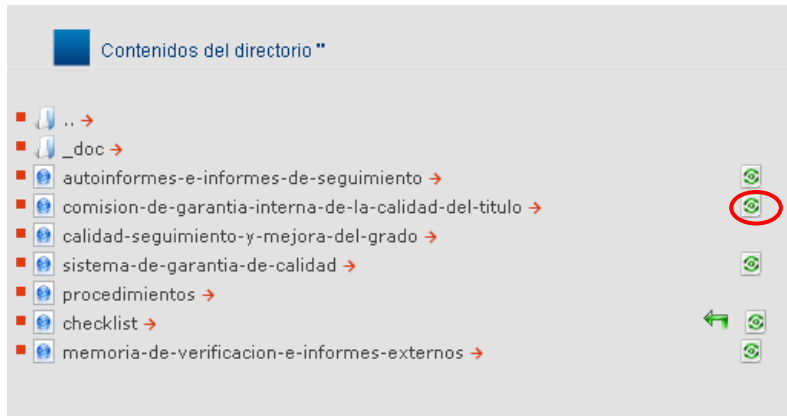 Contenidos del directorio ''
..
_doc
autoinformes-e-informes-de-seguimiento
comision-de-garantia-interna-de-la-calidad-del-titulo
calidad-seguimiento-y-mejora-del-grado
sistema-de-garantia-de-calidad
procedimientos
checklist
memoria-de-verificacion-e-informes-externos